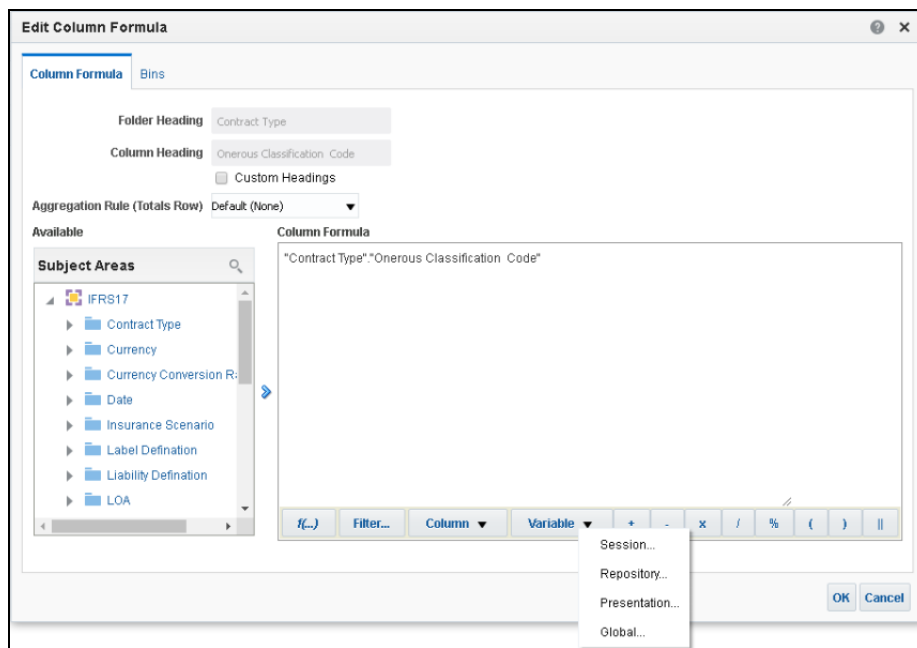 Edit Column Formula
Column Formula Bins
Folder Heading Contract Type
Column Heading Onerous Classification Code
Custom Headings
Aggregation Rule (Totals Row) Default (None)
Available Column Formula
Subject Areas
"Contract Type"."Onerous Classification Code"
IFRS17
Contract Type
Currency
Currency Conversion Ra
Date
Insurance Scenario
Label Defination
Liability Defination
LOA
f(...) Filter... Column Variable + - x / % ( ) ||
Session...
Repository...
Presentation...
Global...
OK Cancel